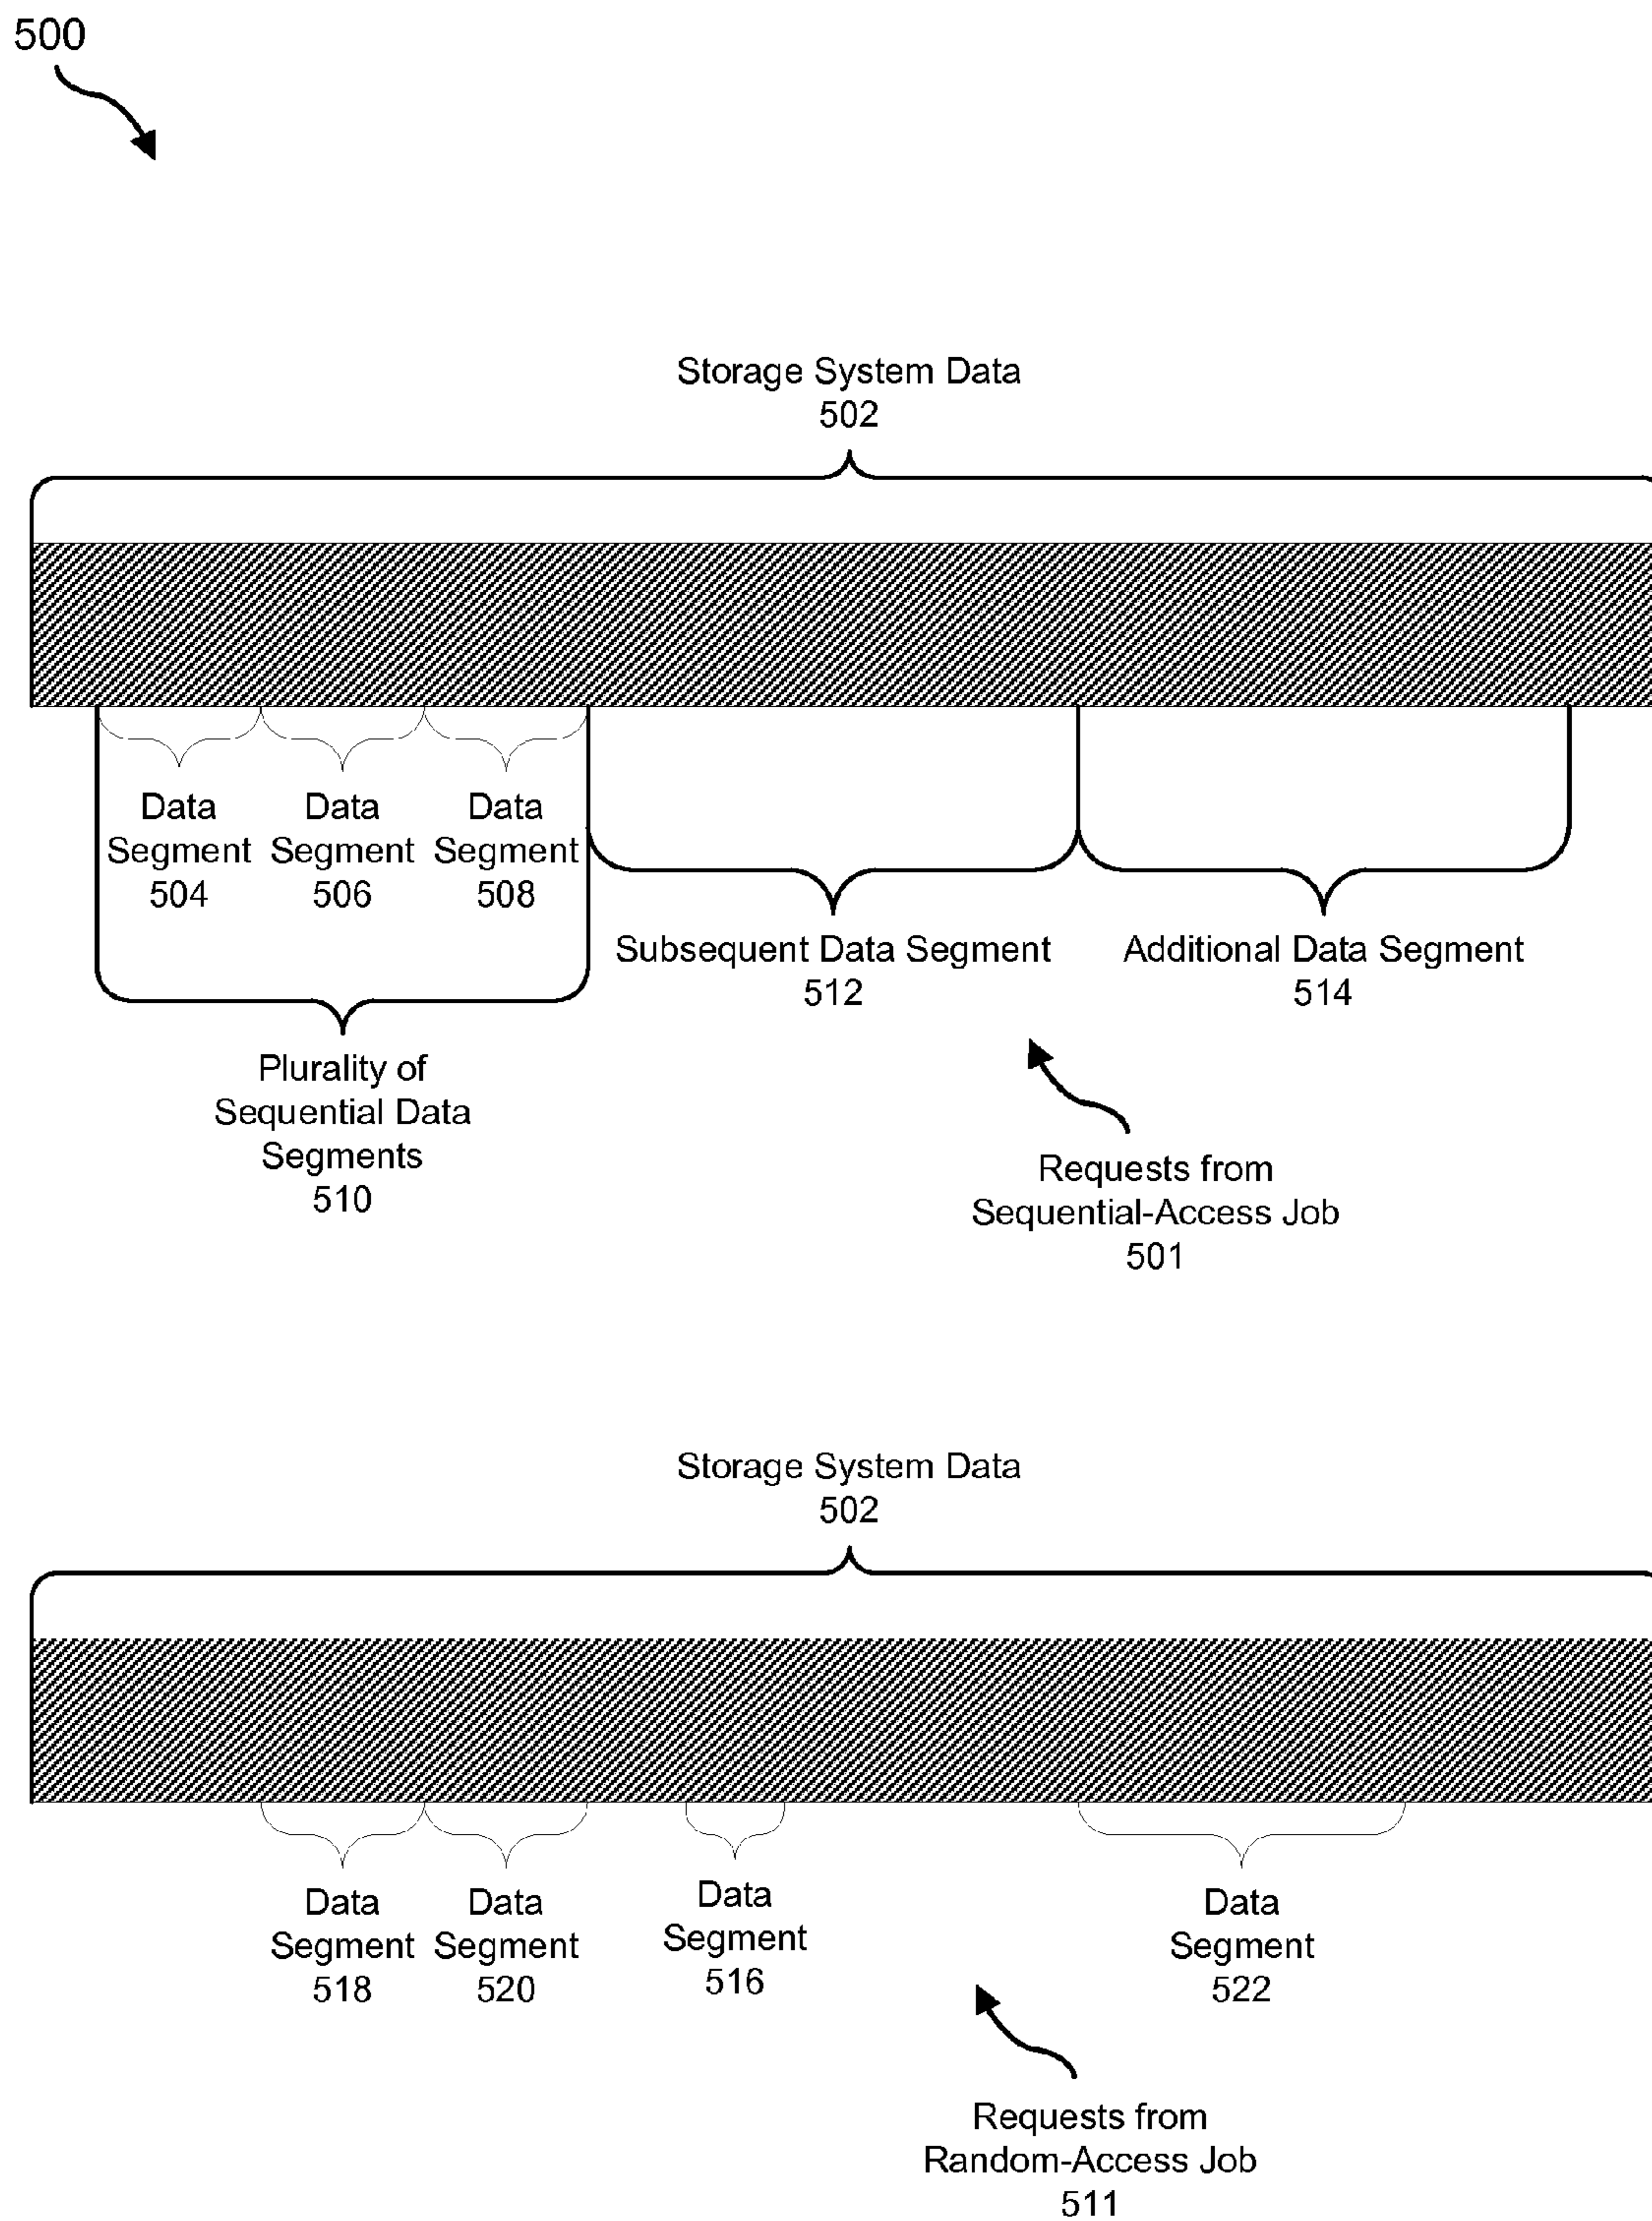 500
Storage System Data
502
Data
Segment
504
Data
Segment
506
Data
Segment
508
Subsequent Data Segment
512
Additional Data Segment
514
Plurality of
Sequential Data
Segments
510
Requests from
Sequential-Access Job
501
Storage System Data
502
Data
Segment
518
Data
Segment
520
Data
Segment
516
Data
Segment
522
Requests from
Random-Access Job
511